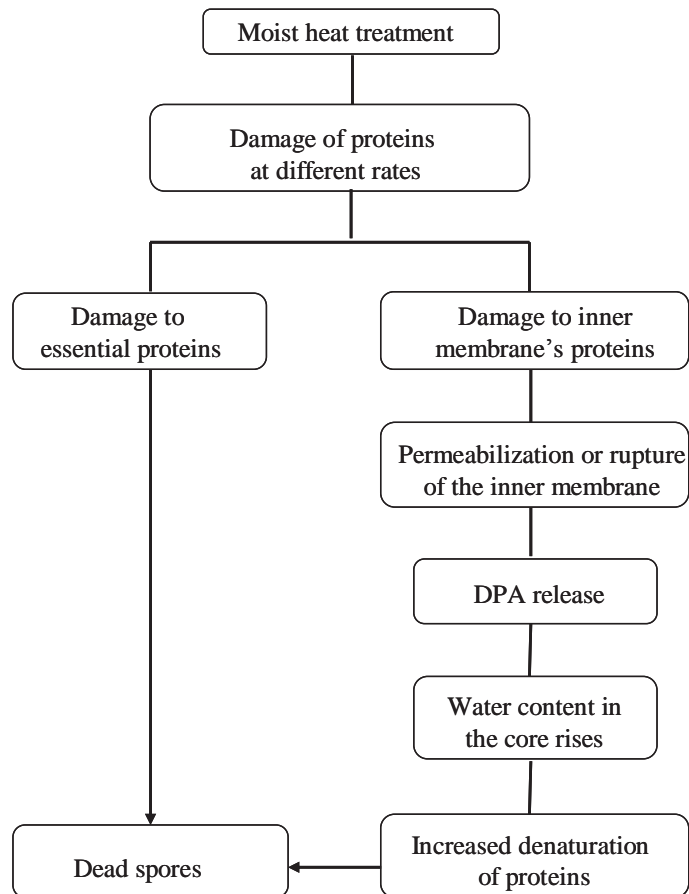 Moist heat treatment
Damage of proteins
at different rates
Damage to
essential proteins
Damage to inner
membrane’s proteins
Permeabilization or rupture
of the inner membrane
DPA release
Water content in
the core rises
Increased denaturation
of proteins
Dead spores